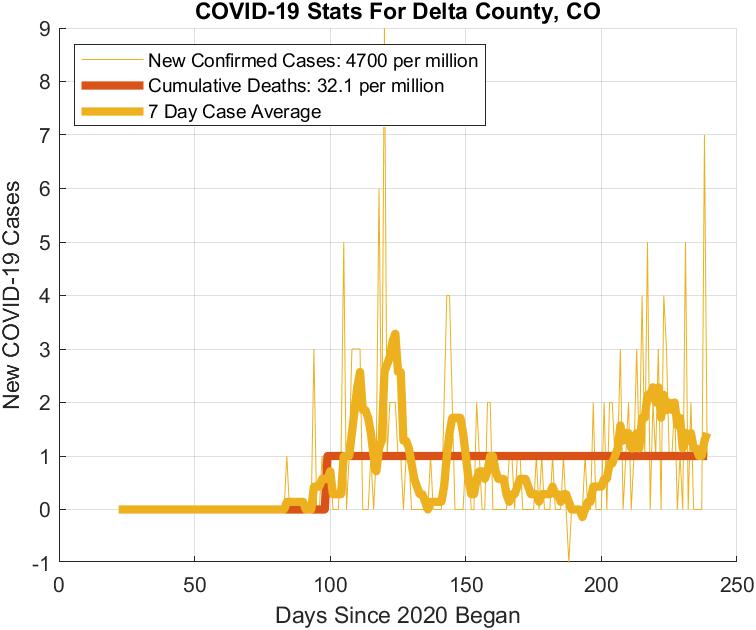 COVID-19 Stats For Delta County, CO
New Confirmed Cases: 4700 per million
Cumulative Deaths: 32.1 per million
7 Day Case Average
New COVID-19 Cases
9
8
7
6
5
4
3
2
1
0
-1
0 50 100 150 200 250
Days Since 2020 Began